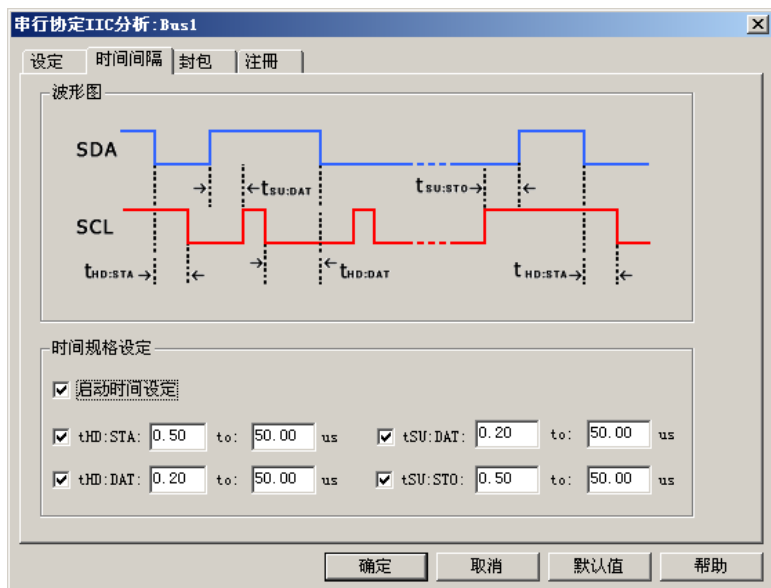 串行协定IIC分析:Bus1
设定 时间间隔 封包 注冊
波形图
SDA
tSU:DAT tSU:STO
SCL
tHD:STA tHD:DAT tHD:STA
时间规格设定
启动时间设定
tHD:STA: 0.50 to: 50.00 us tSU:DAT: 0.20 to: 50.00 us
tHD:DAT: 0.20 to: 50.00 us tSU:STO: 0.50 to: 50.00 us
确定 取消 默认值 帮助